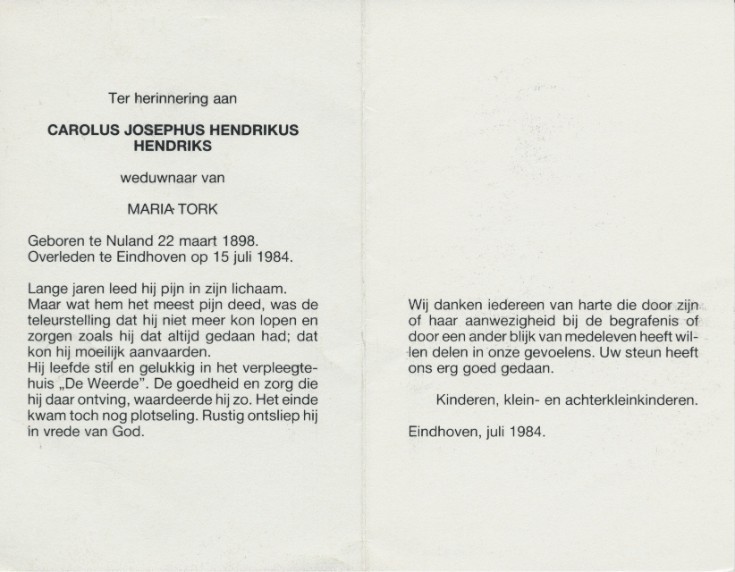 Ter herinnering aan
CAROLUS JOSEPHUS HENDRIKUS
HENDRIKS
weduwnaar van
MARIA TORK
Geboren te Nuland 22 maart 1898.
Overleden te Eindhoven op 15 juli 1984.
Lange jaren leed hij pijn in zijn lichaam.
Maar wat hem het meest pijn deed, was de
teleurstelling dat hij niet meer kon lopen en
zorgen zoals hij dat altijd gedaan had; dat
kon hij moeilijk aanvaarden.
Hij leefde stil en gelukkig in het verpleegte-
huis „De Weerde”. De goedheid en zorg die
hij daar ontving, waardeerde hij zo. Het einde
kwam toch nog plotseling. Rustig ontsliep hij
in vrede van God.
Wij danken iedereen van harte die door zijn
of haar aanwezigheid bij de begrafenis of
door een ander blijk van medeleven heeft wil-
len delen in onze gevoelens. Uw steun heeft
ons erg goed gedaan.
Kinderen, klein- en achterkleinkinderen.
Eindhoven, juli 1984.